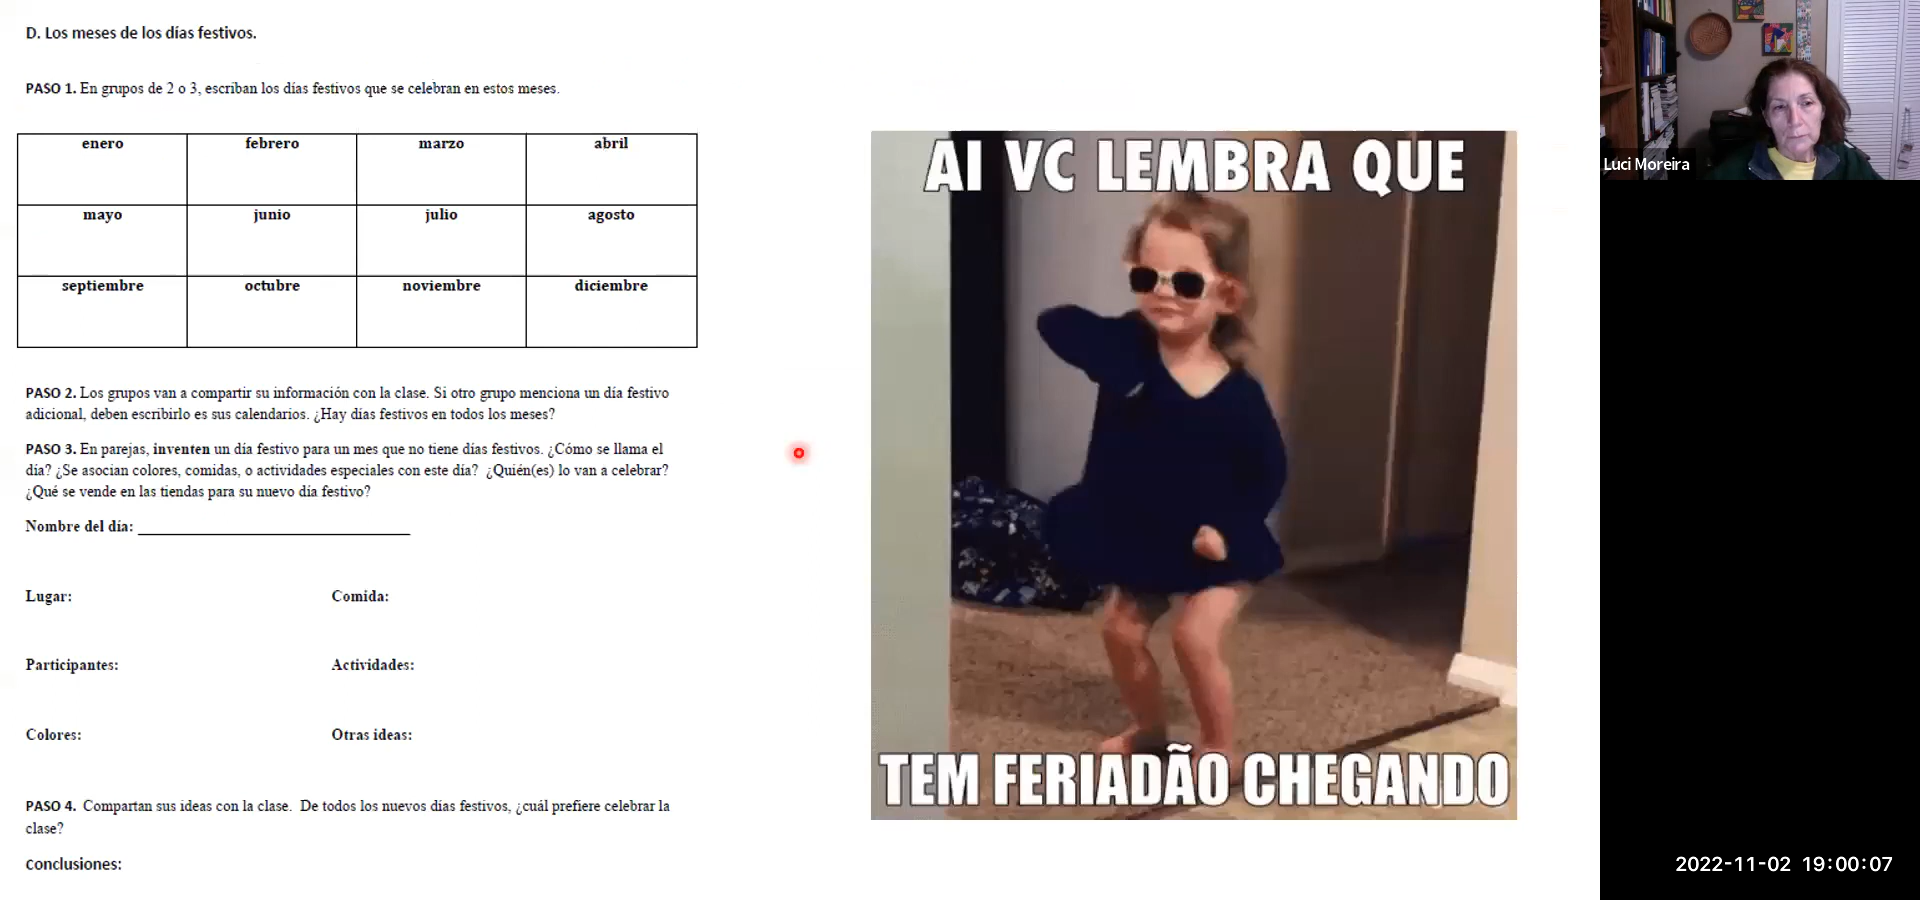 D. Los meses de los días festivos.
PASO 1. En grupos de 2 o 3, escriban los días festivos que se celebran en estos meses.
enero febrero marzo abril
mayo junio julio agosto
septiembre octubre noviembre diciembre
PASO 2. Los grupos van a compartir su información con la clase. Si otro grupo menciona un día festivo
adicional, deben escribirlo es sus calendarios. ¿Hay días festivos en todos los meses?
PASO 3. En parejas, inventen un día festivo para un mes que no tiene días festivos. ¿Cómo se llama el
día? ¿Se asocian colores, comidas, o actividades especiales con este día? ¿Quién(es) lo van a celebrar?
¿Qué se vende en las tiendas para su nuevo día festivo?
Nombre del día:
Lugar: Comida:
Participantes: Actividades:
Colores: Otras ideas:
PASO 4. Compartan sus ideas con la clase. De todos los nuevos días festivos, ¿cuál prefiere celebrar la
clase?
Conclusiones:
AI VC LEMBRA QUE
TEM FERIADÃO CHEGANDO
Luci Moreira
2022-11-02 19:00:07